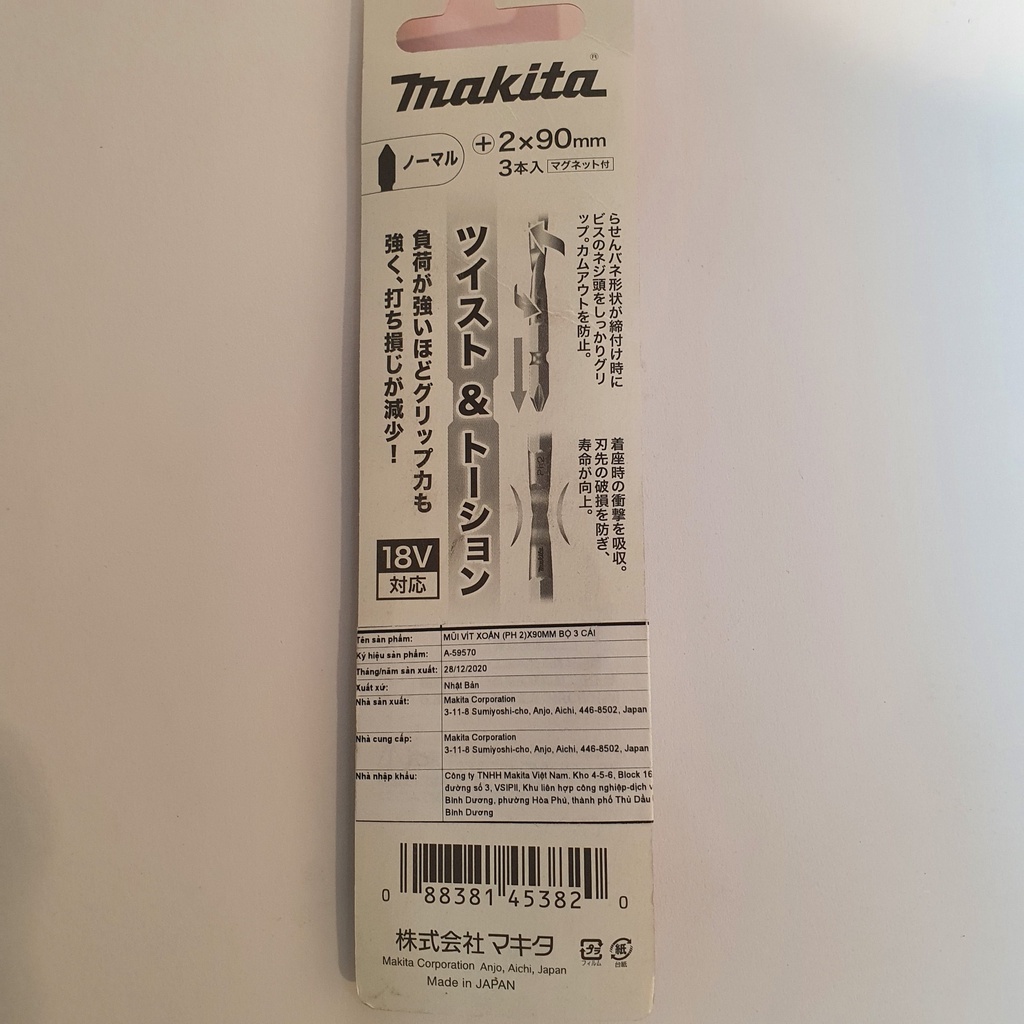 makita®
ノーマル
+2×90mm
3本入 マグネット付
らせんバネ形状が締付け時に
ビスのネジ頭をしっかりグリ
ップ。カムアウトを防止。
着座時の衝撃を吸収。
刃先の破損を防ぎ、
寿命が向上。
ツイスト & トーション
負荷が強いほどグリップ力も
強く、打ち損じが減少!
PH2
18V
対応
Tên sản phẩm: MŨI VÍT XOẮN (PH 2)X90MM BỘ 3 CÁI
Ký hiệu sản phẩm: A-59570
Tháng/năm sản xuất: 28/12/2020
Xuất xứ: Nhật Bản
Nhà sản xuất: Makita Corporation
3-11-8 Sumiyoshi-cho, Anjo, Aichi, 446-8502, Japan
Nhà cung cấp: Makita Corporation
3-11-8 Sumiyoshi-cho, Anjo, Aichi, 446-8502, Japan
Nhà nhập khẩu: Công ty TNHH Makita Việt Nam, Kho 4-5-6, Block 16
đường số 3, VSIPII, Khu liên hợp công nghiệp-dịch v
Bình Dương, phường Hòa Phú, thành phố Thủ Dầu
Bình Dương
0 88381 45382 0
株式会社マキタ
プラ
フィルム
紙
台紙
Makita Corporation Anjo, Aichi, Japan
Made in JAPAN